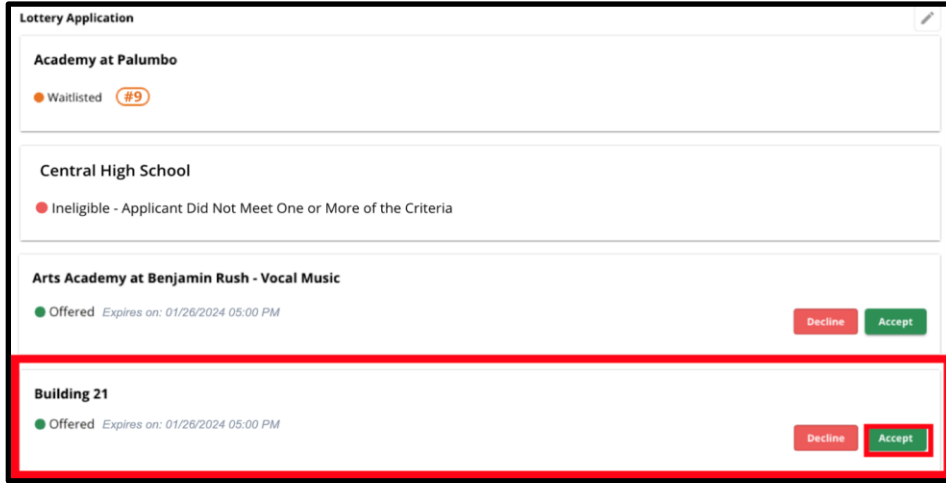 Lottery Application
Academy at Palumbo
Waitlisted #9
Central High School
Ineligible - Applicant Did Not Meet One or More of the Criteria
Arts Academy at Benjamin Rush - Vocal Music
Offered Expires on: 01/26/2024 05:00 PM
Decline Accept
Building 21
Offered Expires on: 01/26/2024 05:00 PM
Decline Accept